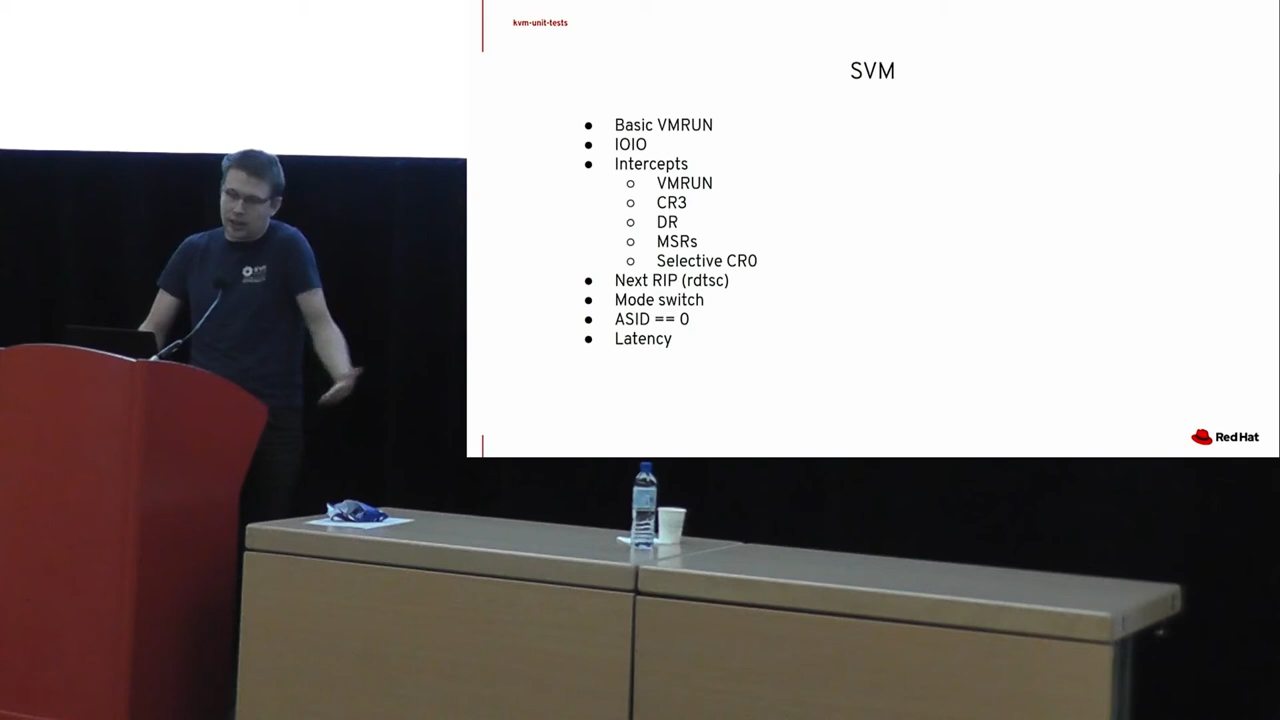 kvm-unit-tests
SVM
● Basic VMRUN
● IOIO
● Intercepts
○ VMRUN
○ CR3
○ DR
○ MSRs
○ Selective CR0
● Next RIP (rdtsc)
● Mode switch
● ASID == 0
● Latency
Red Hat